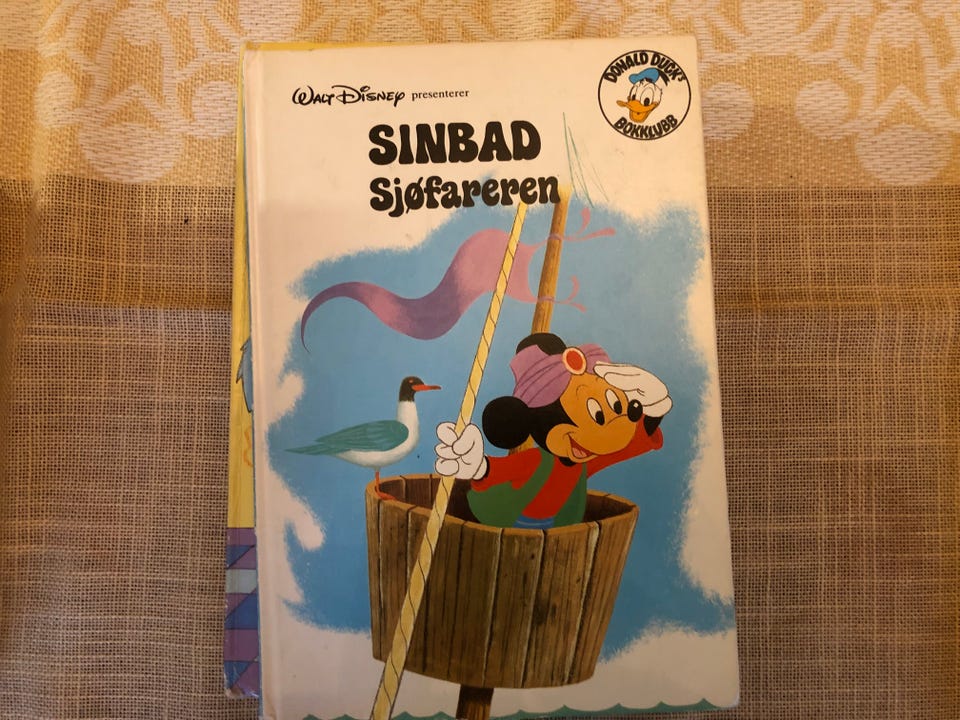 WALT DISNEY presenterer
DONALD DUCK's
BOKKLUBB
SINBAD
Sjøfareren